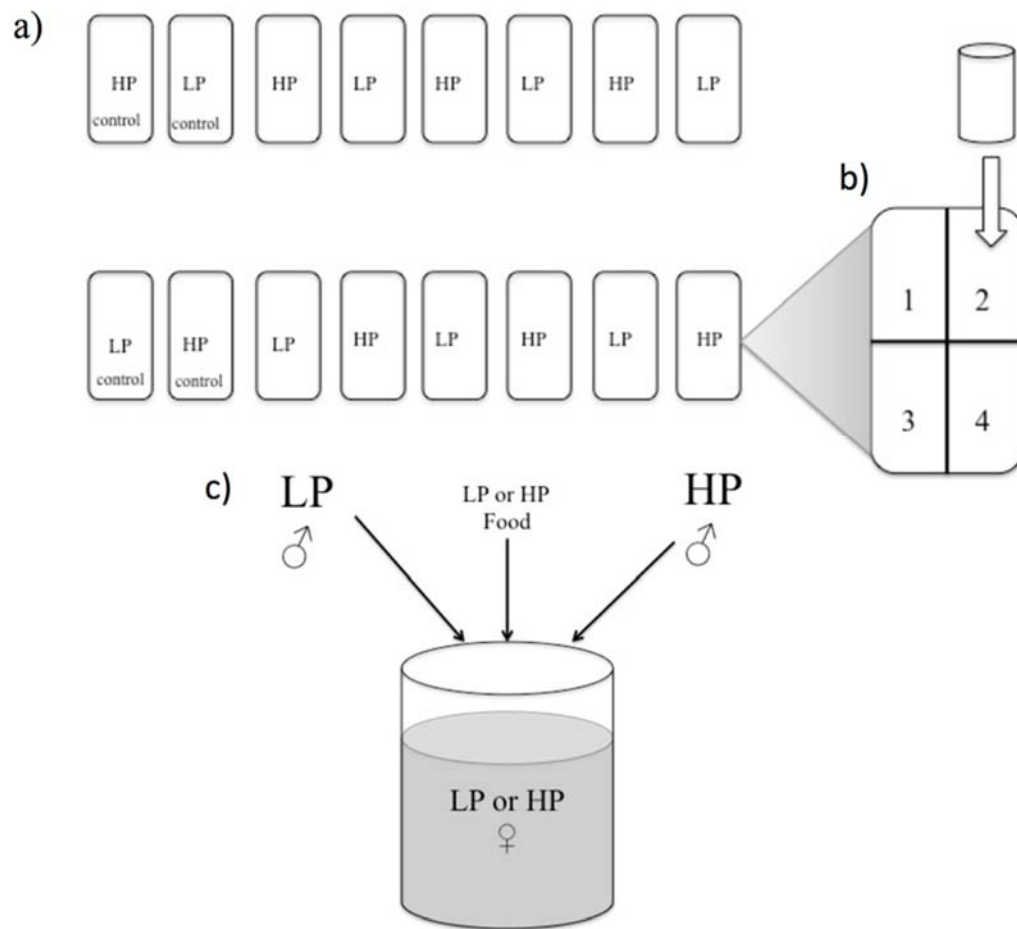 a)
HP LP HP LP HP LP HP LP
control control
b)
1 2
3 4
LP HP LP HP LP HP LP HP
control control
c)
LP
♂
LP or HP
Food
HP
♂
LP or HP
♀